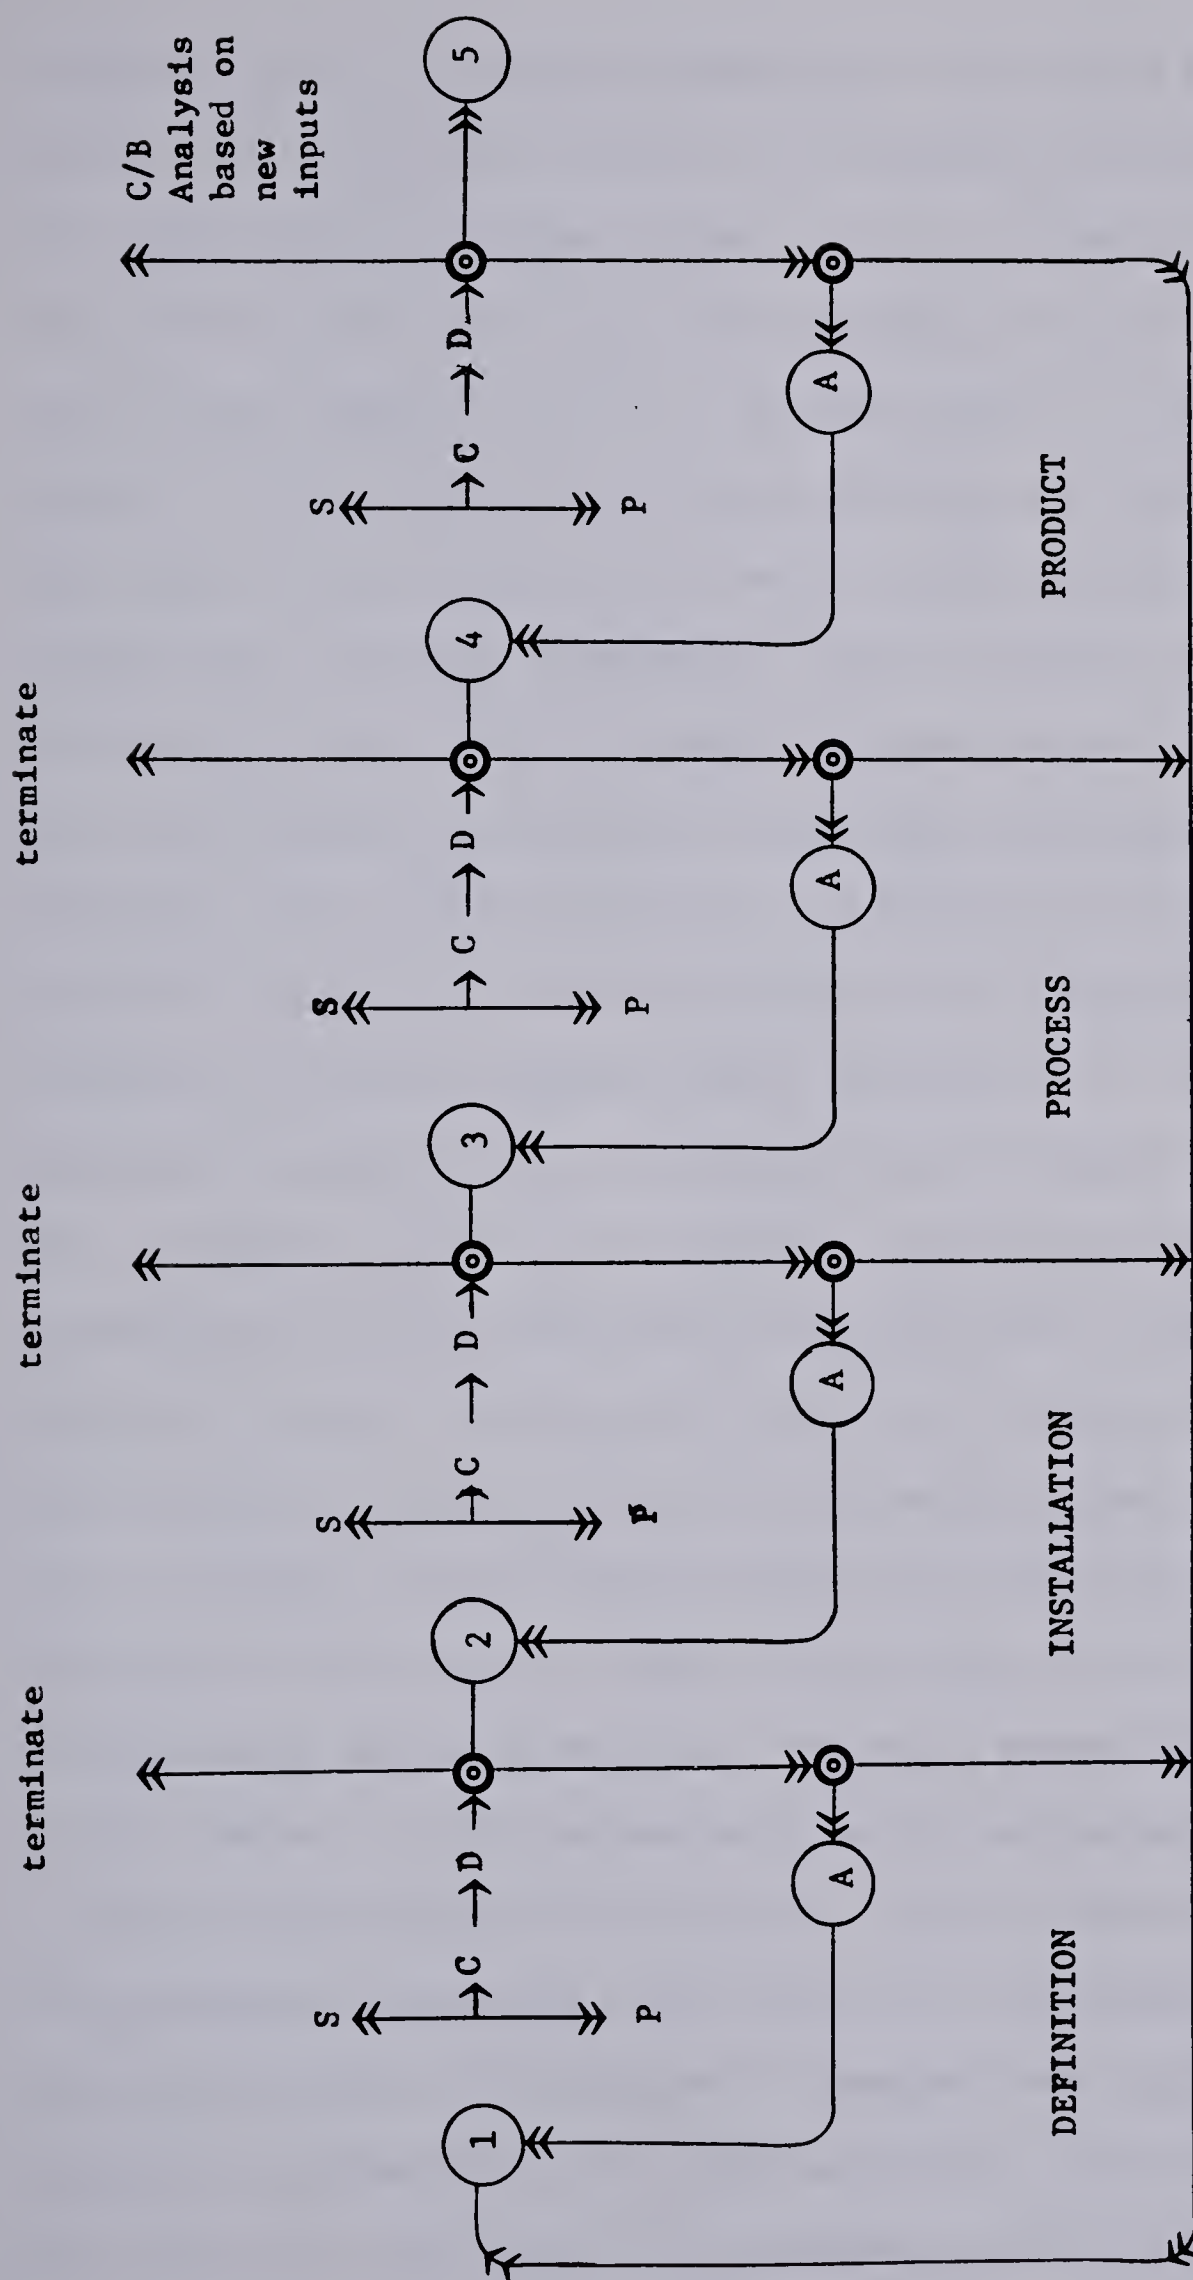 terminate
terminate
terminate
C/B
Analysis
based on
new
inputs
S
S
S
S
1 C D 2 C D 3 C D 4 C D 5
P
P
P
P
A
A
A
A
DEFINITION
INSTALLATION
PROCESS
PRODUCT